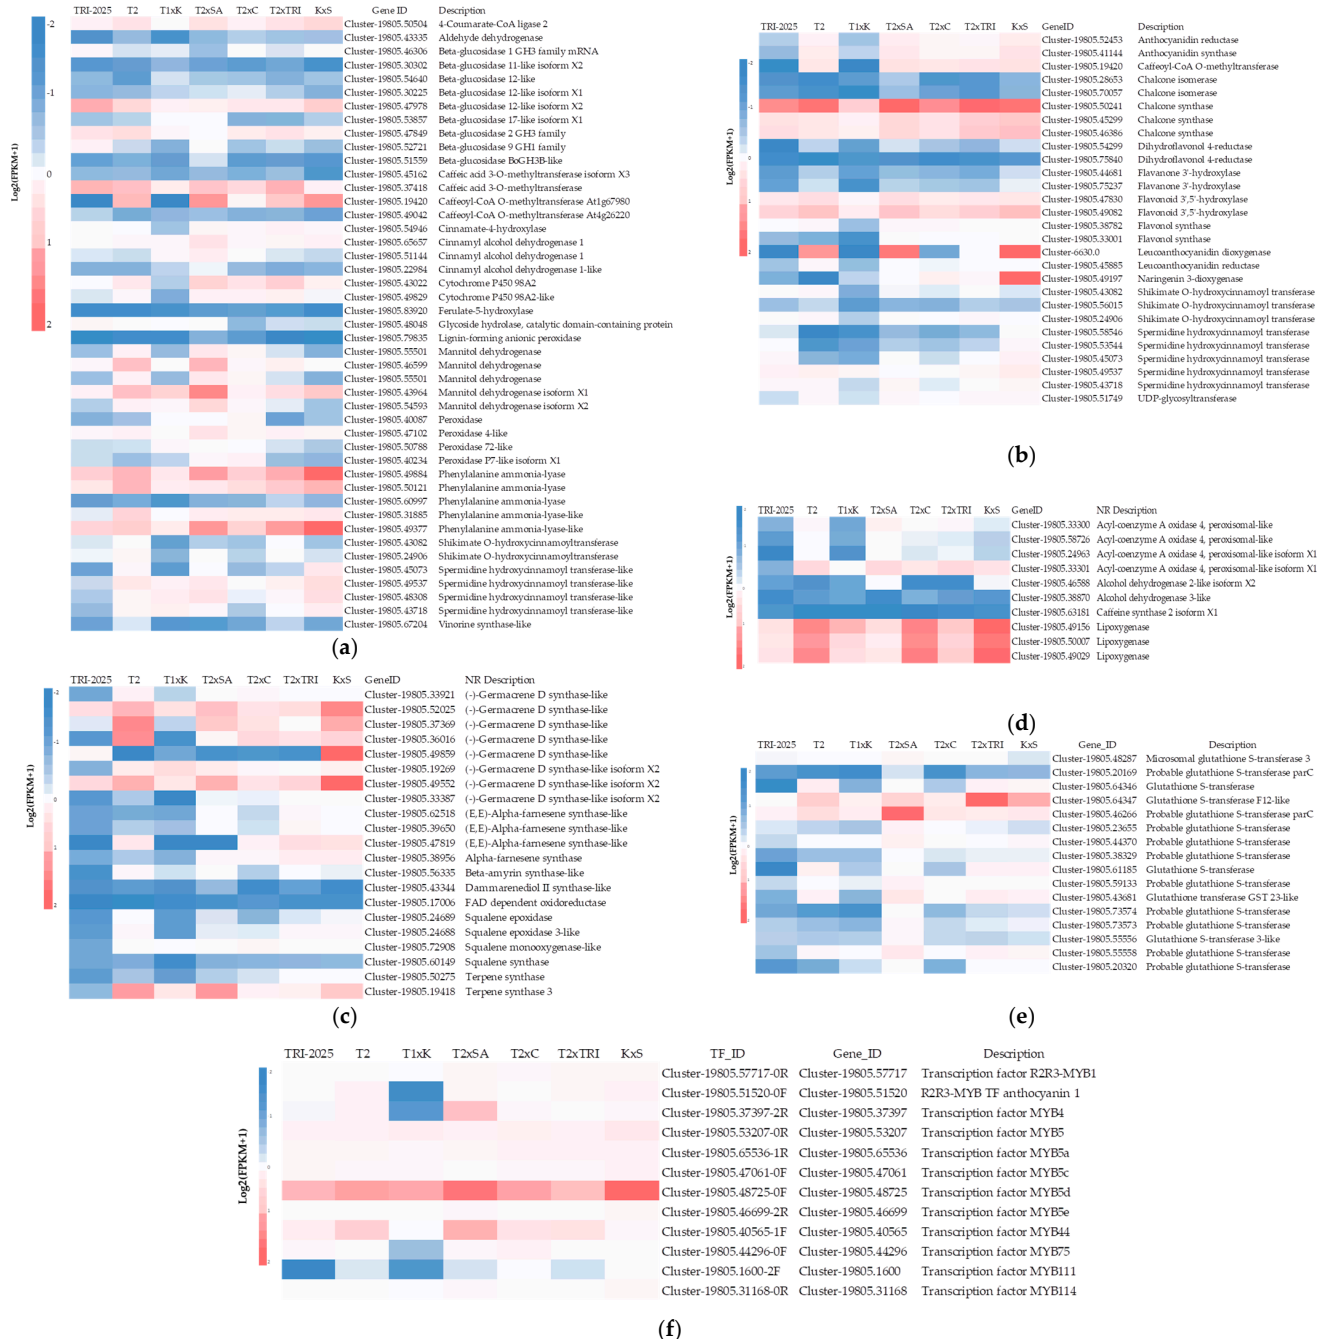 TRI-2025 T2 T1xK T2xSA T2xC T2xTRI KxS Gene ID Description
Cluster-19805.50504 4-Coumarate-CoA ligase 2
Cluster-19805.43335 Aldehyde dehydrogenase
Cluster-19805.46306 Beta-glucosidase 1 GH3 family mRNA
Cluster-19805.30302 Beta-glucosidase 11-like isoform X2
Cluster-19805.54640 Beta-glucosidase 12-like
Cluster-19805.30225 Beta-glucosidase 12-like isoform X1
Cluster-19805.47978 Beta-glucosidase 12-like isoform X2
Cluster-19805.53857 Beta-glucosidase 17-like isoform X1
Cluster-19805.47849 Beta-glucosidase 2 GH3 family
Cluster-19805.52721 Beta-glucosidase 9 GH1 family
Cluster-19805.51559 Beta-glucosidase BoGH3B-like
Cluster-19805.45162 Caffeic acid 3-O-methyltransferase isoform X3
Cluster-19805.37418 Caffeic acid 3-O-methyltransferase
Cluster-19805.19420 Caffeoyl-CoA O-methyltransferase At1g67980
Cluster-19805.49042 Caffeoyl-CoA O-methyltransferase At4g26220
Cluster-19805.54946 Cinnamate-4-hydroxylase
Cluster-19805.65657 Cinnamyl alcohol dehydrogenase 1
Cluster-19805.51144 Cinnamyl alcohol dehydrogenase 1
Cluster-19805.22984 Cinnamyl alcohol dehydrogenase 1-like
Cluster-19805.43022 Cytochrome P450 98A2
Cluster-19805.49829 Cytochrome P450 98A2-like
Cluster-19805.83920 Ferulate-5-hydroxylase
Cluster-19805.48048 Glycoside hydrolase, catalytic domain-containing protein
Cluster-19805.79835 Lignin-forming anionic peroxidase
Cluster-19805.55501 Mannitol dehydrogenase
Cluster-19805.46599 Mannitol dehydrogenase
Cluster-19805.55501 Mannitol dehydrogenase
Cluster-19805.43964 Mannitol dehydrogenase isoform X1
Cluster-19805.54593 Mannitol dehydrogenase isoform X2
Cluster-19805.40087 Peroxidase
Cluster-19805.47102 Peroxidase 4-like
Cluster-19805.50788 Peroxidase 72-like
Cluster-19805.40234 Peroxidase P7-like isoform X1
Cluster-19805.49884 Phenylalanine ammonia-lyase
Cluster-19805.50121 Phenylalanine ammonia-lyase
Cluster-19805.60997 Phenylalanine ammonia-lyase
Cluster-19805.31885 Phenylalanine ammonia-lyase-like
Cluster-19805.49377 Phenylalanine ammonia-lyase-like
Cluster-19805.43082 Shikimate O-hydroxycinnamoyltransferase
Cluster-19805.24906 Shikimate O-hydroxycinnamoyltransferase
Cluster-19805.45073 Spermidine hydroxycinnamoyl transferase-like
Cluster-19805.49537 Spermidine hydroxycinnamoyl transferase-like
Cluster-19805.48308 Spermidine hydroxycinnamoyl transferase-like
Cluster-19805.43718 Spermidine hydroxycinnamoyl transferase-like
Cluster-19805.67204 Vinorine synthase-like
-2
-1
0
1
2
Log2(FPKM+1)
(a)
TRI-2025 T2 T1xK T2xSA T2xC T2xTRI KxS GeneID Description
Cluster-19805.52453 Anthocyanidin reductase
Cluster-19805.41144 Anthocyanidin synthase
Cluster-19805.19420 Caffeoyl-CoA O-methyltransferase
Cluster-19805.28653 Chalcone isomerase
Cluster-19805.70057 Chalcone isomerase
Cluster-19805.50241 Chalcone synthase
Cluster-19805.45299 Chalcone synthase
Cluster-19805.46386 Chalcone synthase
Cluster-19805.54299 Dihydroflavonol 4-reductase
Cluster-19805.75840 Dihydroflavonol 4-reductase
Cluster-19805.44681 Flavanone 3'-hydroxylase
Cluster-19805.75237 Flavanone 3'-hydroxylase
Cluster-19805.47830 Flavonoid 3',5'-hydroxylase
Cluster-19805.49082 Flavonoid 3',5'-hydroxylase
Cluster-19805.38782 Flavonol synthase
Cluster-19805.33001 Flavonol synthase
Cluster-6630.0 Leucoanthocyanidin dioxygenase
Cluster-19805.45885 Leucoanthocyanidin reductase
Cluster-19805.49197 Naringenin 3-dioxygenase
Cluster-19805.43082 Shikimate O-hydroxycinnamoyl transferase
Cluster-19805.56015 Shikimate O-hydroxycinnamoyl transferase
Cluster-19805.24906 Shikimate O-hydroxycinnamoyl transferase
Cluster-19805.58546 Spermidine hydroxycinnamoyl transferase
Cluster-19805.53544 Spermidine hydroxycinnamoyl transferase
Cluster-19805.45073 Spermidine hydroxycinnamoyl transferase
Cluster-19805.49537 Spermidine hydroxycinnamoyl transferase
Cluster-19805.43718 Spermidine hydroxycinnamoyl transferase
Cluster-19805.51749 UDP-glycosyltransferase
Log2(FPKM+1)
(b)
TRI-2025 T2 T1xK T2xSA T2xC T2xTRI KxS GeneID NR Description
Cluster-19805.33921 (-)-Germacrene D synthase-like
Cluster-19805.52025 (-)-Germacrene D synthase-like
Cluster-19805.37369 (-)-Germacrene D synthase-like
Cluster-19805.36016 (-)-Germacrene D synthase-like
Cluster-19805.49859 (-)-Germacrene D synthase-like
Cluster-19805.19269 (-)-Germacrene D synthase-like isoform X2
Cluster-19805.49552 (-)-Germacrene D synthase-like isoform X2
Cluster-19805.33387 (-)-Germacrene D synthase-like isoform X2
Cluster-19805.62518 (E,E)-Alpha-farnesene synthase-like
Cluster-19805.39650 (E,E)-Alpha-farnesene synthase-like
Cluster-19805.47819 (E,E)-Alpha-farnesene synthase-like
Cluster-19805.38956 Alpha-farnesene synthase
Cluster-19805.56335 Beta-amyrin synthase-like
Cluster-19805.43344 Dammarenediol II synthase-like
Cluster-19805.17006 FAD dependent oxidoreductase
Cluster-19805.24689 Squalene epoxidase
Cluster-19805.24688 Squalene epoxidase 3-like
Cluster-19805.72908 Squalene monooxygenase-like
Cluster-19805.60149 Squalene synthase
Cluster-19805.50275 Terpene synthase
Cluster-19805.19418 Terpene synthase 3
Log2(FPKM+1)
(c)
TRI-2025 T2 T1xK T2xSA T2xC T2xTRI KxS GeneID NR Description
Cluster-19805.33300 Acyl-coenzyme A oxidase 4, peroxisomal-like
Cluster-19805.58726 Acyl-coenzyme A oxidase 4, peroxisomal-like
Cluster-19805.24963 Acyl-coenzyme A oxidase 4, peroxisomal-like isoform X1
Cluster-19805.33301 Acyl-coenzyme A oxidase 4, peroxisomal-like isoform X1
Cluster-19805.46588 Alcohol dehydrogenase 2-like isoform X2
Cluster-19805.38870 Alcohol dehydrogenase 3-like
Cluster-19805.63181 Caffeine synthase 2 isoform X1
Cluster-19805.49156 Lipoxygenase
Cluster-19805.50007 Lipoxygenase
Cluster-19805.49029 Lipoxygenase
Log2(FPKM+1)
(d)
TRI-2025 T2 T1xK T2xSA T2xC T2xTRI KxS Gene_ID Description
Cluster-19805.48287 Microsomal glutathione S-transferase 3
Cluster-19805.20169 Probable glutathione S-transferase parC
Cluster-19805.64346 Glutathione S-transferase
Cluster-19805.64347 Glutathione S-transferase F12-like
Cluster-19805.46266 Probable glutathione S-transferase parC
Cluster-19805.23655 Probable glutathione S-transferase
Cluster-19805.44370 Probable glutathione S-transferase
Cluster-19805.38329 Probable glutathione S-transferase
Cluster-19805.61185 Glutathione S-transferase
Cluster-19805.59133 Probable glutathione S-transferase
Cluster-19805.43681 Glutathione transferase GST 23-like
Cluster-19805.73574 Probable glutathione S-transferase
Cluster-19805.73573 Probable glutathione S-transferase
Cluster-19805.55556 Glutathione S-transferase 3-like
Cluster-19805.55558 Probable glutathione S-transferase
Cluster-19805.20320 Probable glutathione S-transferase
Log2(FPKM+1)
(e)
TRI-2025 T2 T1xK T2xSA T2xC T2xTRI KxS TF_ID Gene_ID Description
Cluster-19805.57717-0R Cluster-19805.57717 Transcription factor R2R3-MYB1
Cluster-19805.51520-0F Cluster-19805.51520 R2R3-MYB TF anthocyanin 1
Cluster-19805.37397-2R Cluster-19805.37397 Transcription factor MYB4
Cluster-19805.53207-0R Cluster-19805.53207 Transcription factor MYB5
Cluster-19805.65536-1R Cluster-19805.65536 Transcription factor MYB5a
Cluster-19805.47061-0F Cluster-19805.47061 Transcription factor MYB5c
Cluster-19805.48725-0F Cluster-19805.48725 Transcription factor MYB5d
Cluster-19805.46699-2R Cluster-19805.46699 Transcription factor MYB5e
Cluster-19805.40565-1F Cluster-19805.40565 Transcription factor MYB44
Cluster-19805.44296-0F Cluster-19805.44296 Transcription factor MYB75
Cluster-19805.1600-2F Cluster-19805.1600 Transcription factor MYB111
Cluster-19805.31168-0R Cluster-19805.31168 Transcription factor MYB114
Log2(FPKM+1)
(f)